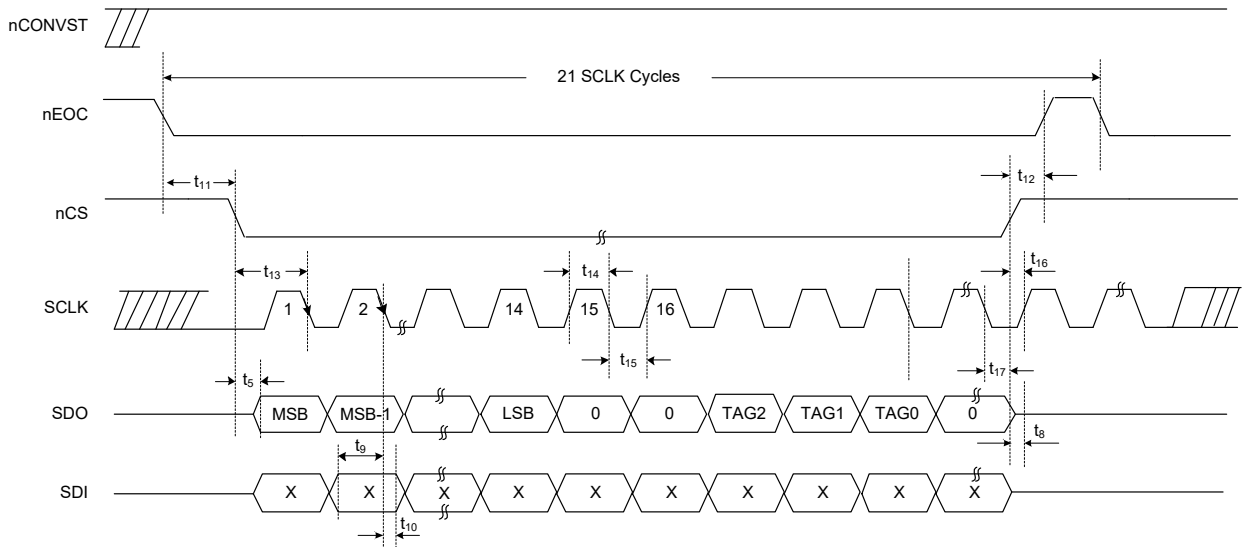 nCONVST
21 SCLK Cycles
nEOC
t11
t12
nCS
t13
t14
t16
SCLK
1
2
14
15
16
t15
t17
t5
SDO
MSB
MSB-1
LSB
0
0
TAG2
TAG1
TAG0
0
t8
t9
SDI
X
X
X
X
X
X
X
X
X
X
t10